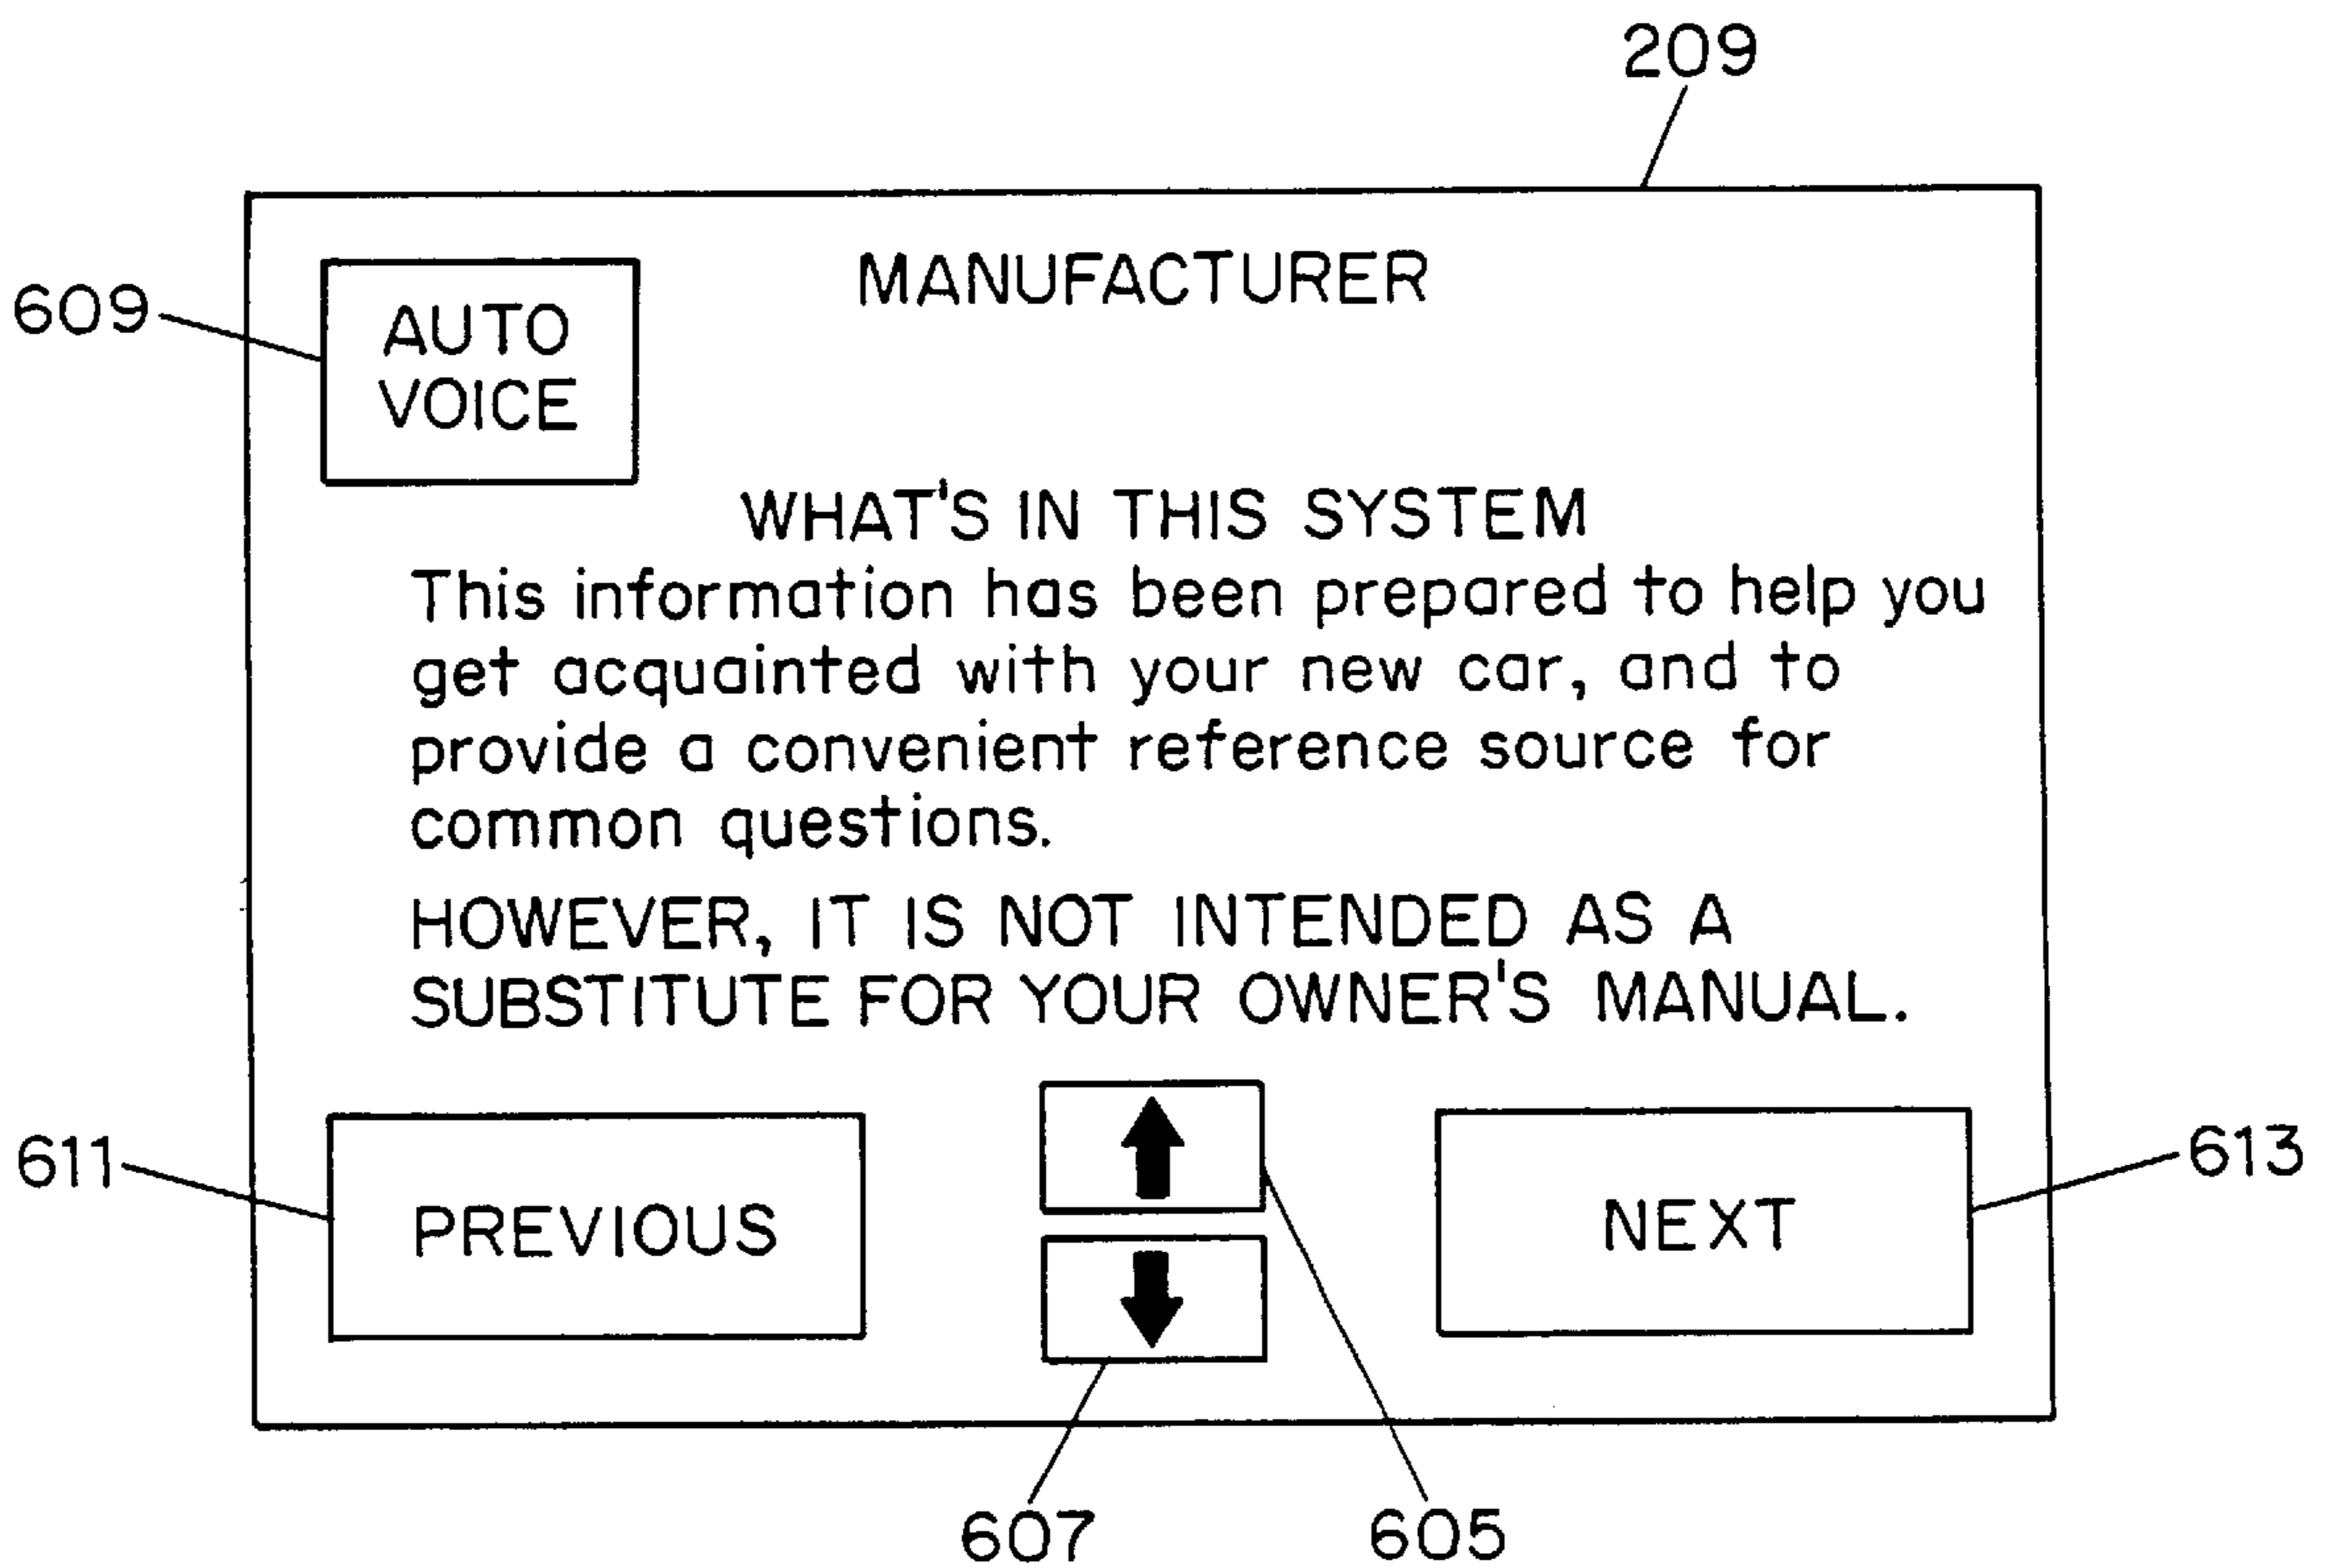 209
MANUFACTURER
609
AUTO
VOICE
WHAT'S IN THIS SYSTEM
This information has been prepared to help you
get acquainted with your new car, and to
provide a convenient reference source for
common questions.
HOWEVER, IT IS NOT INTENDED AS A
SUBSTITUTE FOR YOUR OWNER'S MANUAL.
611
PREVIOUS
NEXT
613
607
605